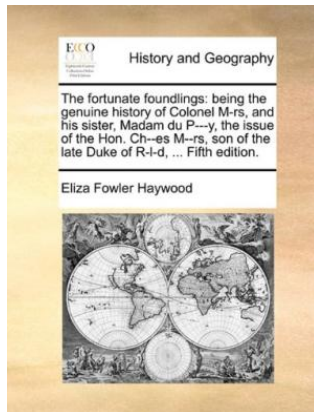 ECCO
History and Geography
The fortunate foundlings: being the
genuine history of Colonel M-rs, and
his sister, Madam du P---y, the issue
of the Hon. Ch--es M--rs, son of the
late Duke of R-l-d, ... Fifth edition.
Eliza Fowler Haywood